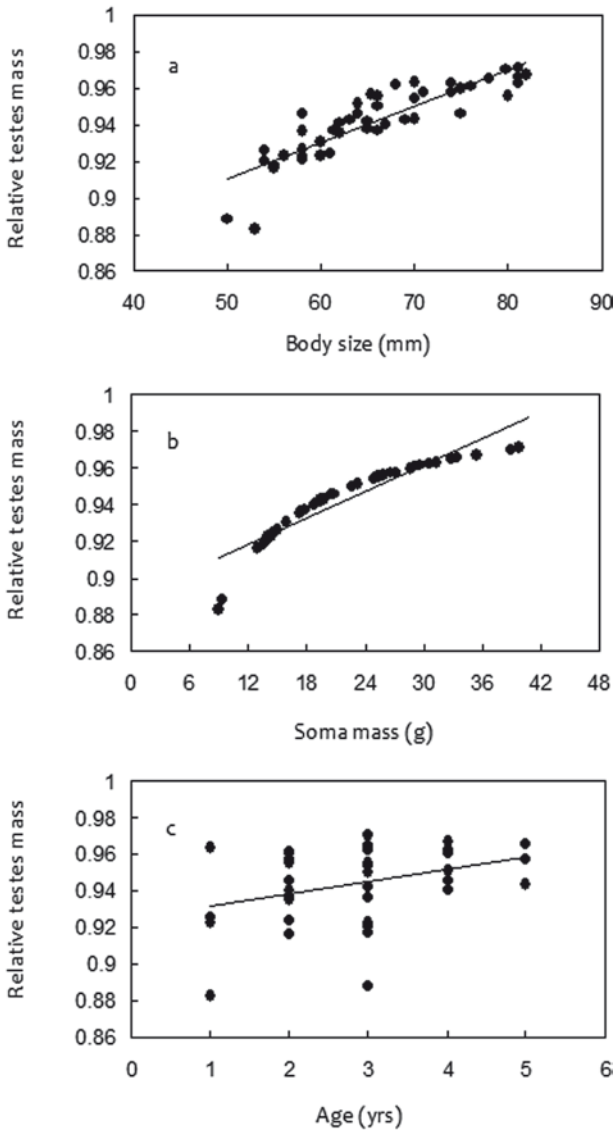 Relative testes mass
a
1
0.98
0.96
0.94
0.92
0.9
0.88
0.86
40 50 60 70 80 90
Body size (mm)
Relative testes mass
b
1
0.98
0.96
0.94
0.92
0.9
0.88
0.86
0 6 12 18 24 30 36 42 48
Soma mass (g)
Relative testes mass
c
1
0.98
0.96
0.94
0.92
0.9
0.88
0.86
0 1 2 3 4 5 6
Age (yrs)